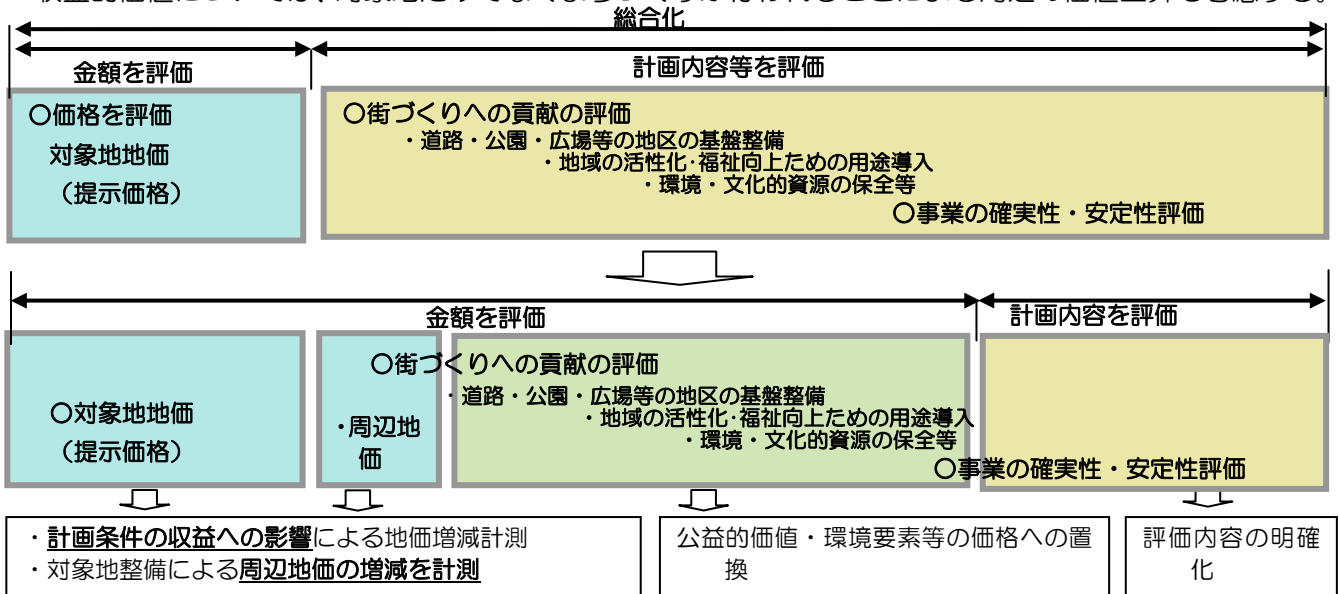 総合化
金額を評価
計画内容等を評価
〇価格を評価
対象地地価
（提示価格）
〇街づくりへの貢献の評価
・道路・公園・広場等の地区の基盤整備
・地域の活性化・福祉向上ための用途導入
・環境・文化的資源の保全等
〇事業の確実性・安定性評価
金額を評価
計画内容を評価
〇対象地地価
（提示価格）
・周辺地
価
〇街づくりへの貢献の評価
・道路・公園・広場等の地区の基盤整備
・地域の活性化・福祉向上ための用途導入
・環境・文化的資源の保全等
〇事業の確実性・安定性評価
・計画条件の収益への影響による地価増減計測
・対象地整備による周辺地価の増減を計測
公益的価値・環境要素等の価格への置
換
評価内容の明確
化